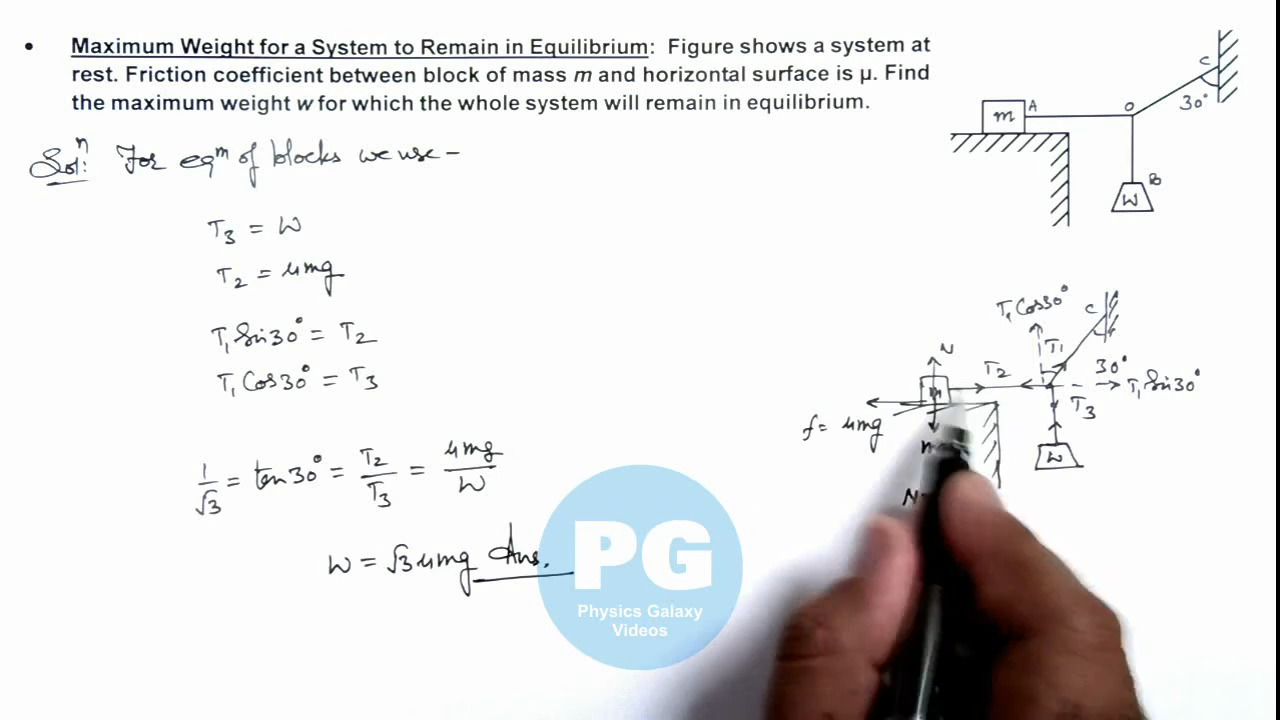 • Maximum Weight for a System to Remain in Equilibrium: Figure shows a system at
rest. Friction coefficient between block of mass m and horizontal surface is μ. Find
the maximum weight w for which the whole system will remain in equilibrium.
m A O C 30°
B
W
Solⁿ: For eqᵐ of blocks we use –
T₃ = W
T₂ = μmg
T₁ Sin30° = T₂
T₁ Cos30° = T₃
1/√3 = tan30° = T₂/T₃ = μmg/W
W = √3 μmg Ans.
T₁ Cos30°
C
N T₂ T₁ 30° T₁ Sin30°
m
T₃
f = μmg
W
PG
Physics Galaxy
Videos